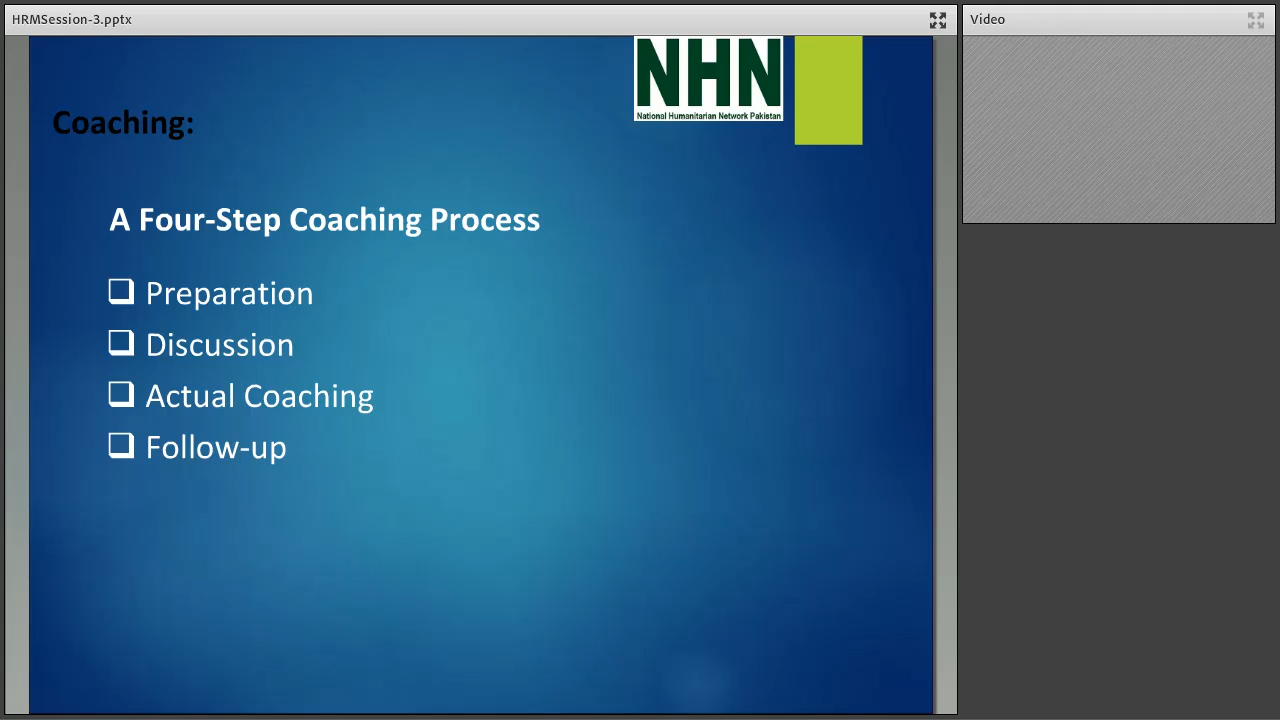 HRMSession-3.pptx
Video
NHN
National Humanitarian Network Pakistan
Coaching:
A Four-Step Coaching Process
❑ Preparation
❑ Discussion
❑ Actual Coaching
❑ Follow-up